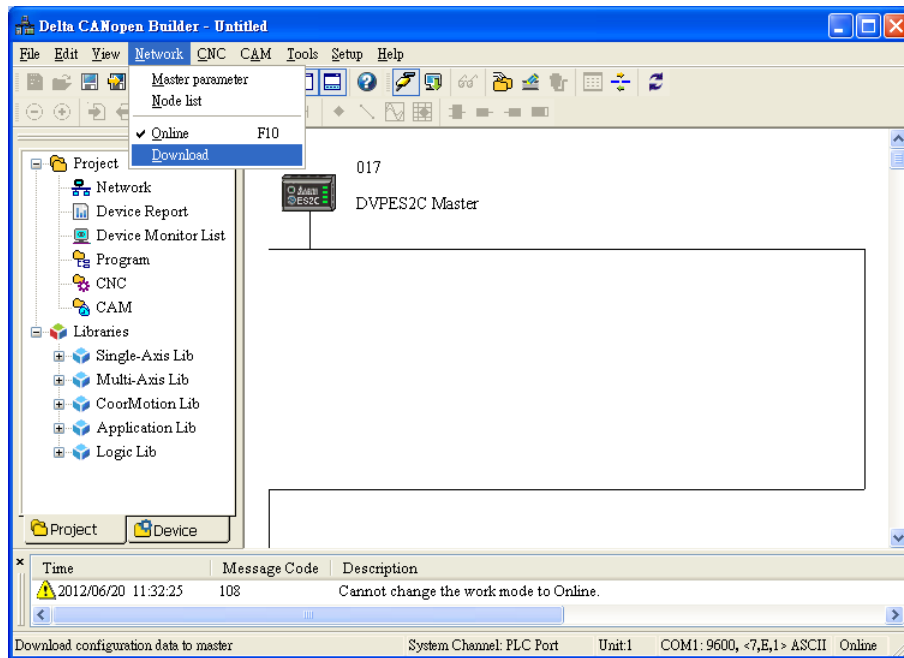 Delta CANopen Builder - Untitled
File Edit View Network CNC CAM Tools Setup Help
Master parameter
Node list
✔ Online F10
Download
Project
Network
Device Report
Device Monitor List
Program
CNC
CAM
Libraries
Single-Axis Lib
Multi-Axis Lib
CoorMotion Lib
Application Lib
Logic Lib
017
ES2C
DVPES2C Master
Project Device
Time Message Code Description
2012/06/20 11:32:25 108 Cannot change the work mode to Online.
Download configuration data to master System Channel: PLC Port Unit:1 COM1: 9600, <7,E,1> ASCII Online